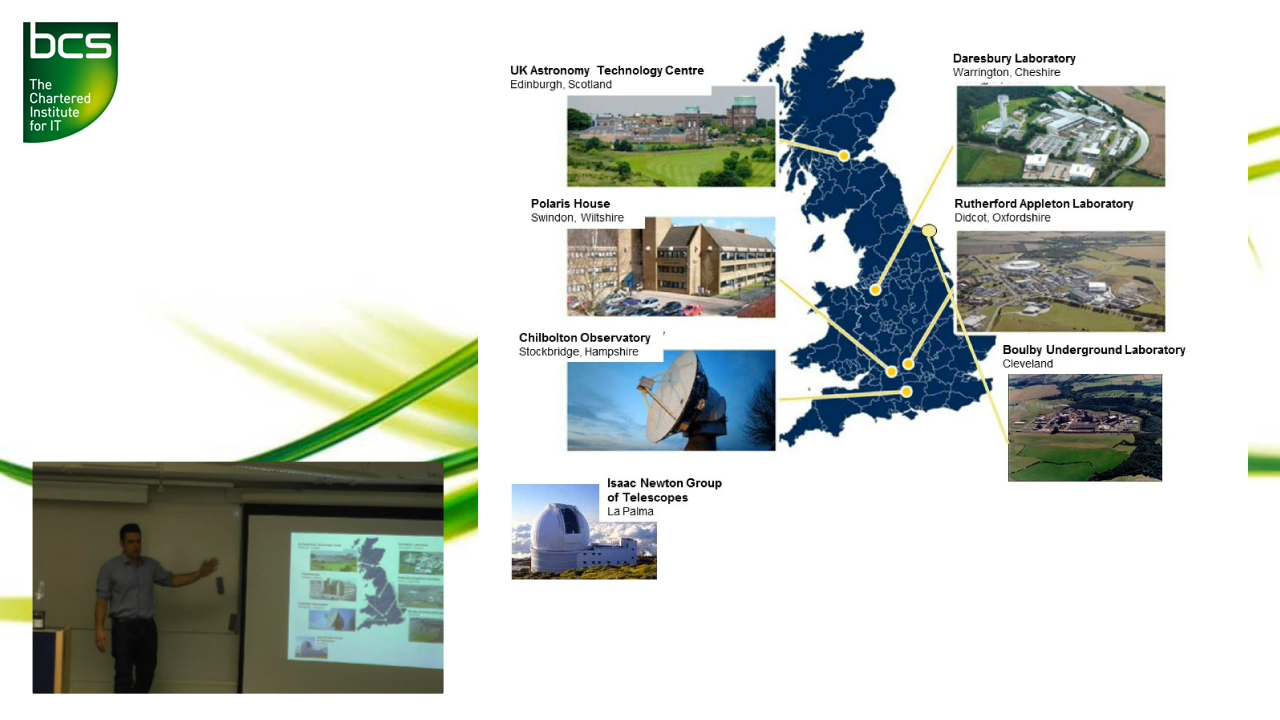 bcs
The
Chartered
Institute
for IT
UK Astronomy Technology Centre
Edinburgh, Scotland
Daresbury Laboratory
Warrington, Cheshire
Polaris House
Swindon, Wiltshire
Rutherford Appleton Laboratory
Didcot, Oxfordshire
Chilbolton Observatory
Stockbridge, Hampshire
Boulby Underground Laboratory
Cleveland
Isaac Newton Group
of Telescopes
La Palma